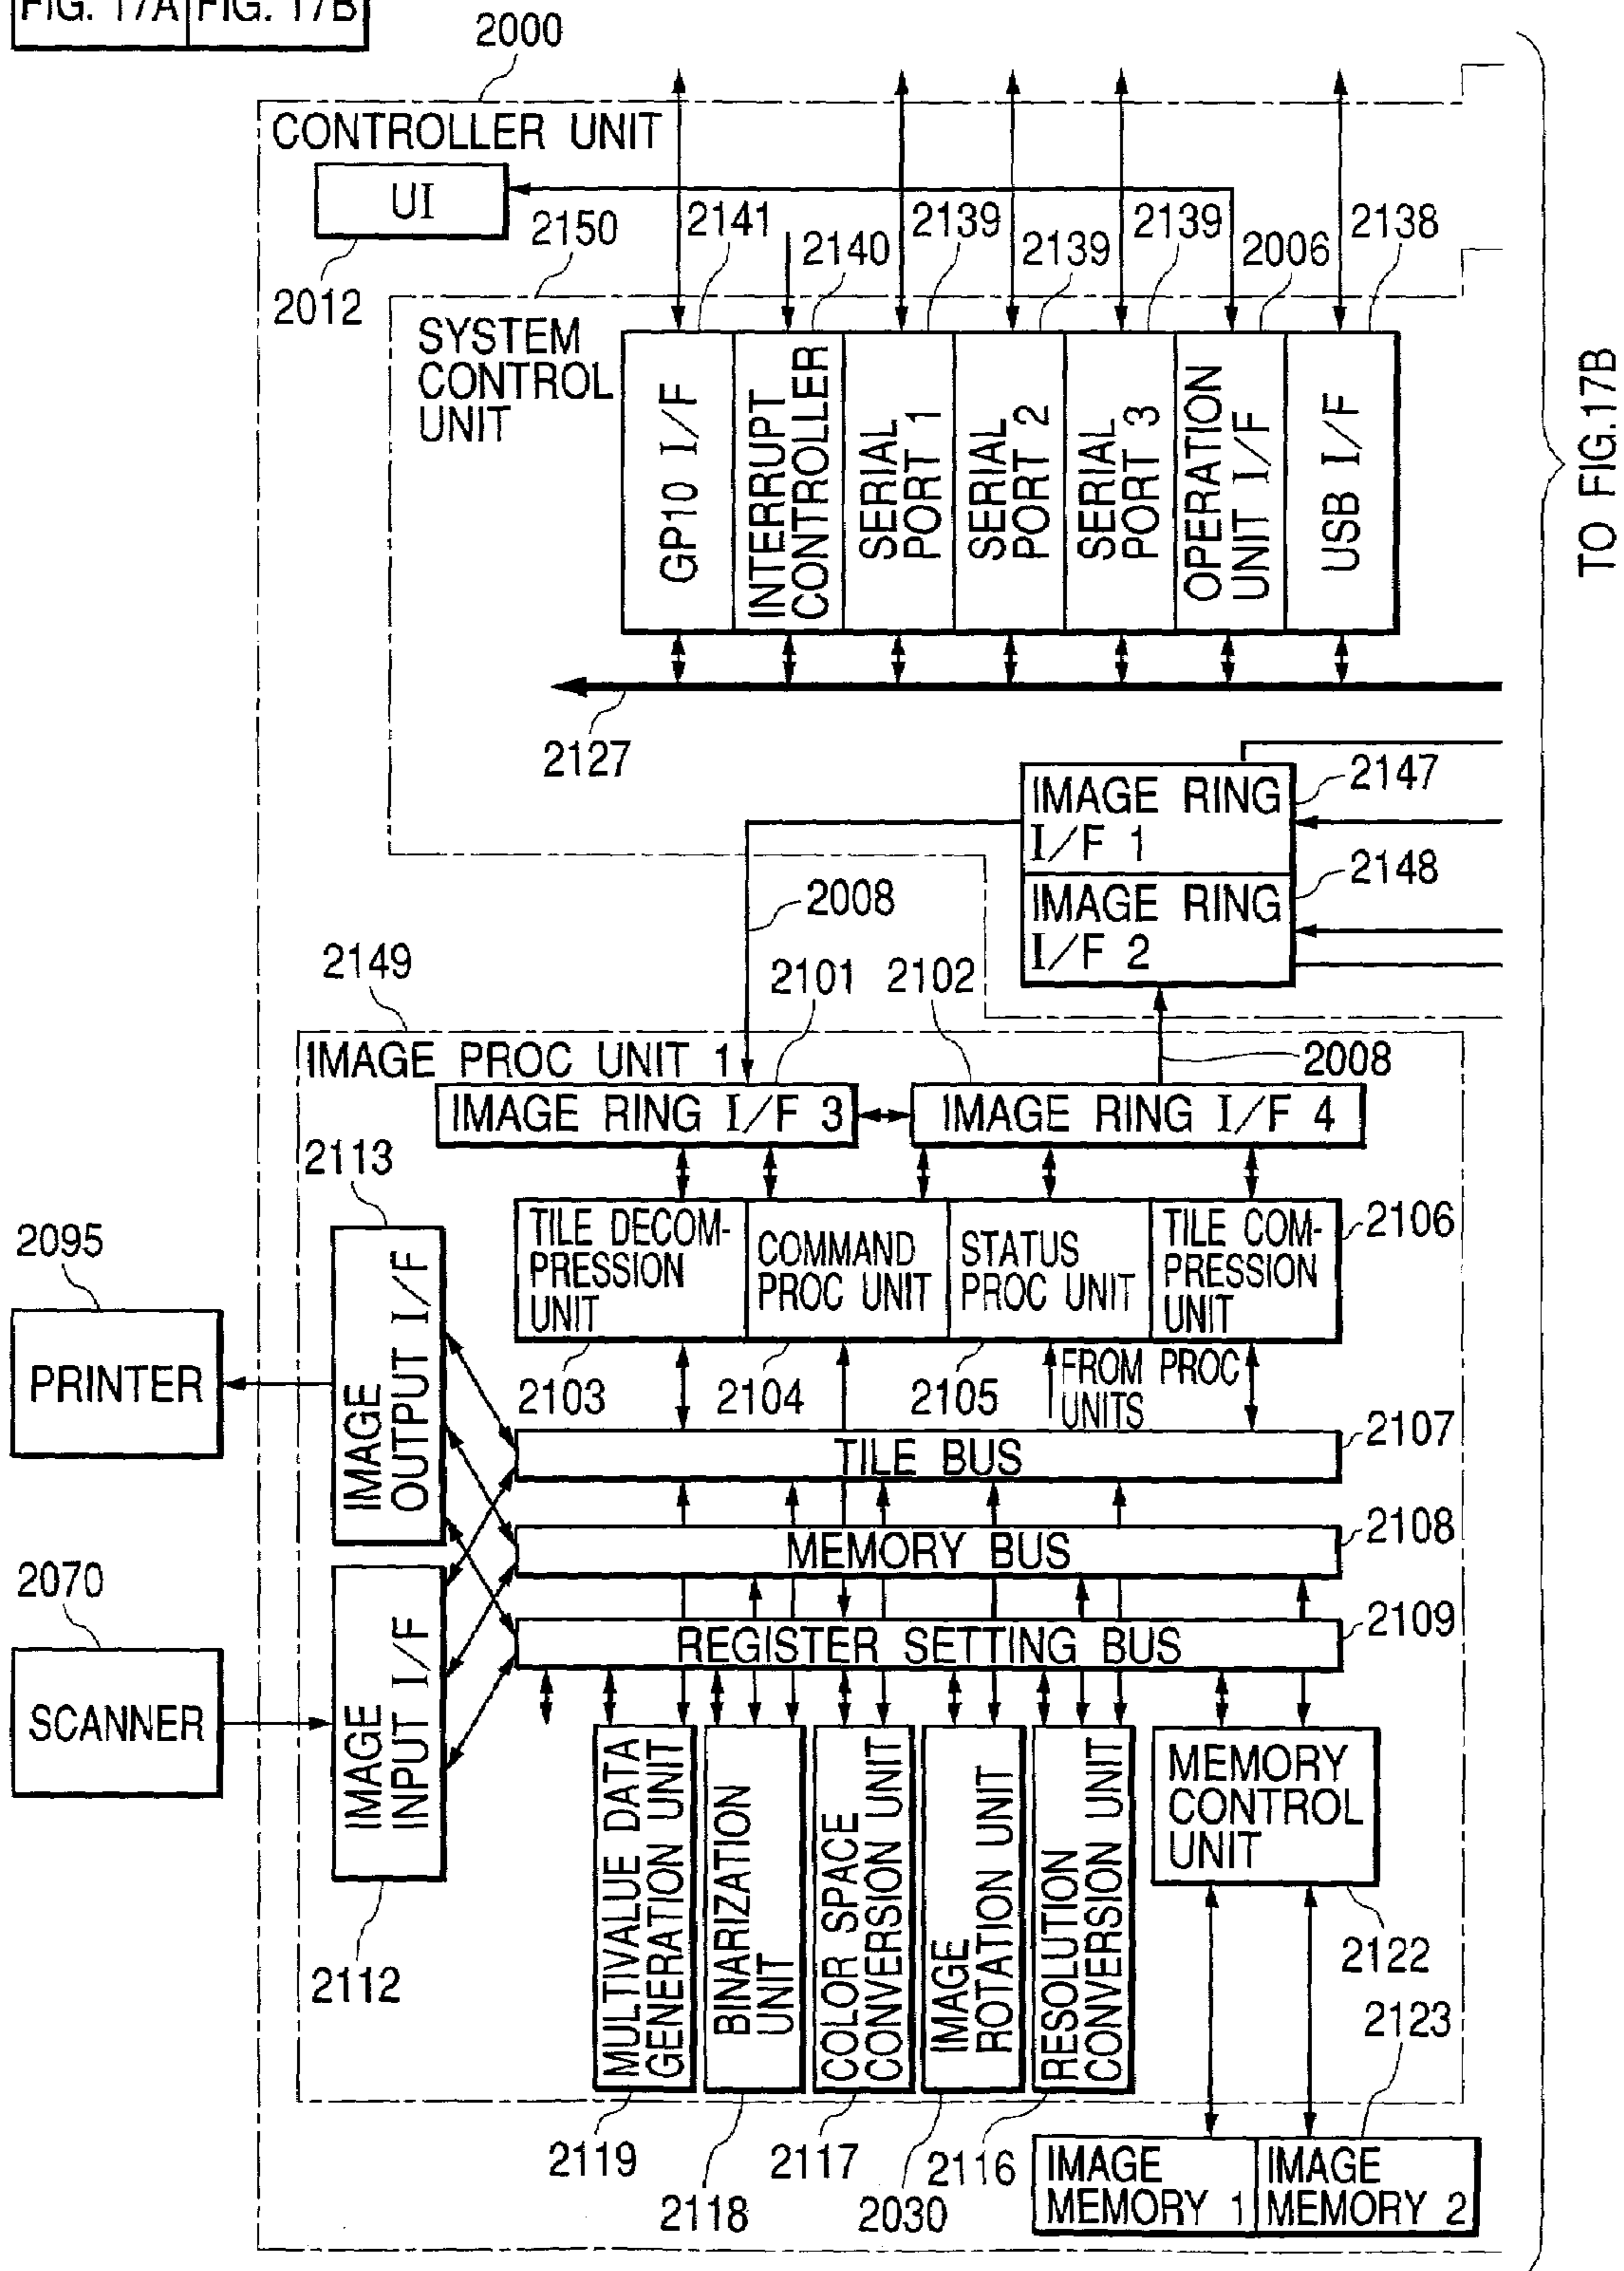 FIG. 17A FIG. 17B
2000
CONTROLLER UNIT
UI
2012
2150
2141
2140
2139
2139
2139
2006
2138
SYSTEM
CONTROL
UNIT
GP10 I/F
INTERRUPT
CONTROLLER
SERIAL
PORT 1
SERIAL
PORT 2
SERIAL
PORT 3
OPERATION
UNIT I/F
USB I/F
TO FIG.17B
2127
IMAGE RING
I/F 1
2147
IMAGE RING
I/F 2
2148
2008
2149
2101
2102
IMAGE PROC UNIT 1
2008
IMAGE RING I/F 3
IMAGE RING I/F 4
2113
TILE DECOM-
PRESSION
UNIT
COMMAND
PROC UNIT
STATUS
PROC UNIT
TILE COM-
PRESSION
UNIT
2106
2095
PRINTER
IMAGE
OUTPUT I/F
2103
2104
2105
FROM PROC
UNITS
TILE BUS
2107
MEMORY BUS
2108
REGISTER SETTING BUS
2109
2070
SCANNER
IMAGE
INPUT I/F
2112
MULTIVALUE DATA
GENERATION UNIT
BINARIZATION
UNIT
COLOR SPACE
CONVERSION UNIT
IMAGE
ROTATION UNIT
RESOLUTION
CONVERSION UNIT
MEMORY
CONTROL
UNIT
2122
2123
2119
2118
2117
2030
2116
IMAGE
MEMORY 1
IMAGE
MEMORY 2